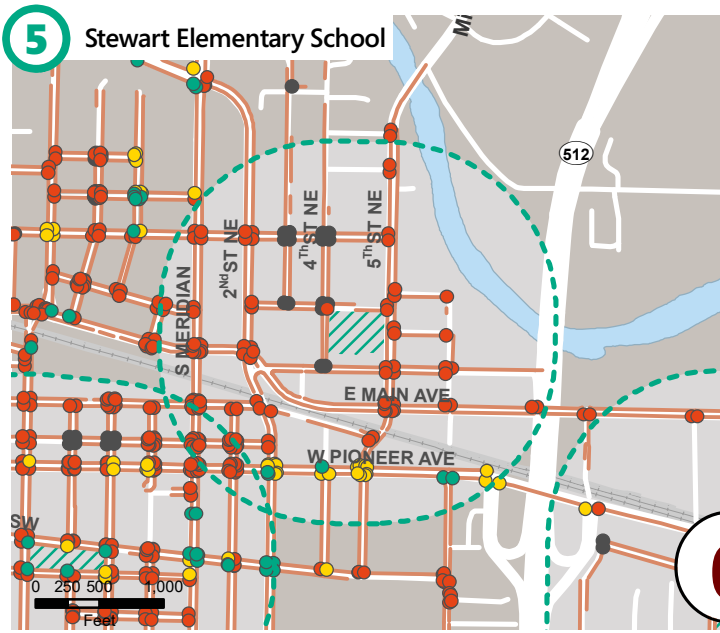 5 Stewart Elementary School
MI
512
S MERIDIAN
2Nd ST NE
4Th ST NE
5Th ST NE
E MAIN AVE
W PIONEER AVE
SW
0 250 500 1,000
Feet